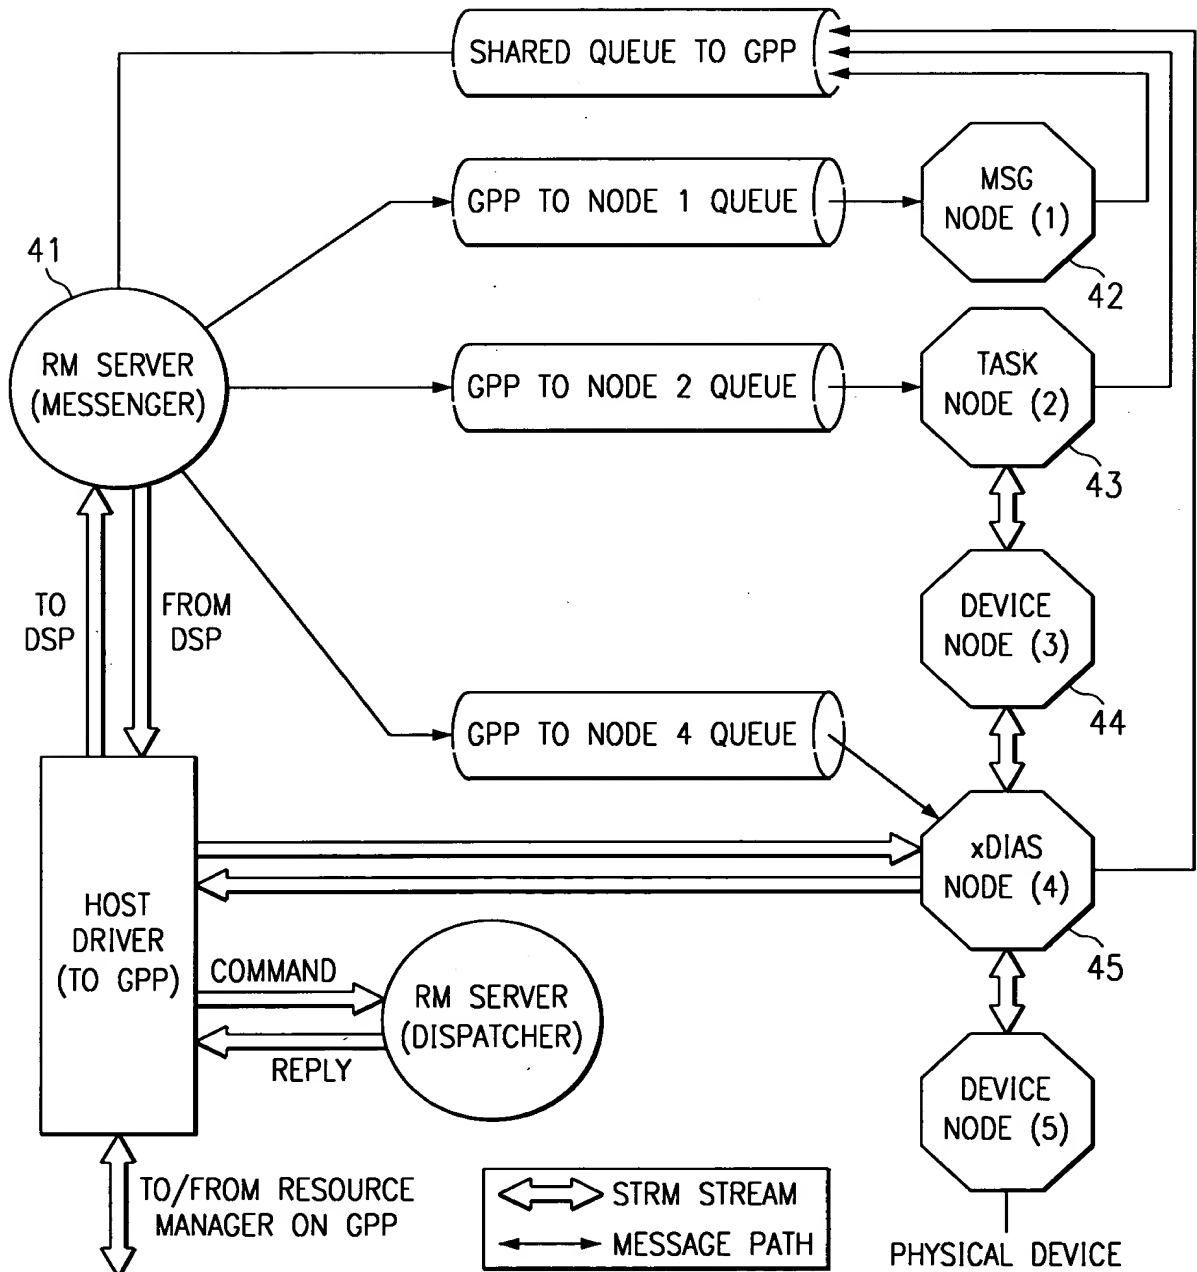 SHARED QUEUE TO GPP
GPP TO NODE 1 QUEUE
MSG
NODE (1)
42
41
RM SERVER
(MESSENGER)
GPP TO NODE 2 QUEUE
TASK
NODE (2)
43
TO
DSP
FROM
DSP
DEVICE
NODE (3)
44
GPP TO NODE 4 QUEUE
xDIAS
NODE (4)
45
HOST
DRIVER
(TO GPP)
COMMAND
REPLY
RM SERVER
(DISPATCHER)
DEVICE
NODE (5)
TO/FROM RESOURCE
MANAGER ON GPP
STRM STREAM
MESSAGE PATH
PHYSICAL DEVICE